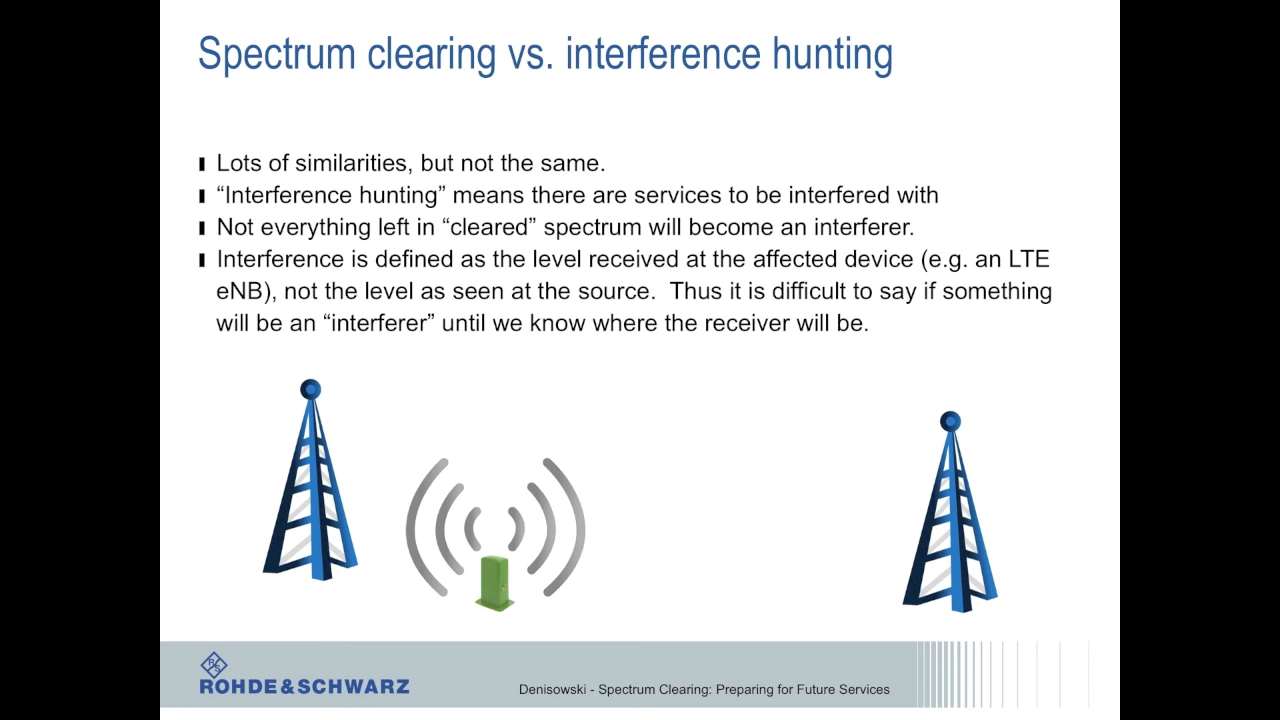 Spectrum clearing vs. interference hunting
Lots of similarities, but not the same.
“Interference hunting” means there are services to be interfered with
Not everything left in “cleared” spectrum will become an interferer.
Interference is defined as the level received at the affected device (e.g. an LTE
eNB), not the level as seen at the source.  Thus it is difficult to say if something
will be an “interferer” until we know where the receiver will be.
R S
ROHDE&SCHWARZ
Denisowski - Spectrum Clearing: Preparing for Future Services